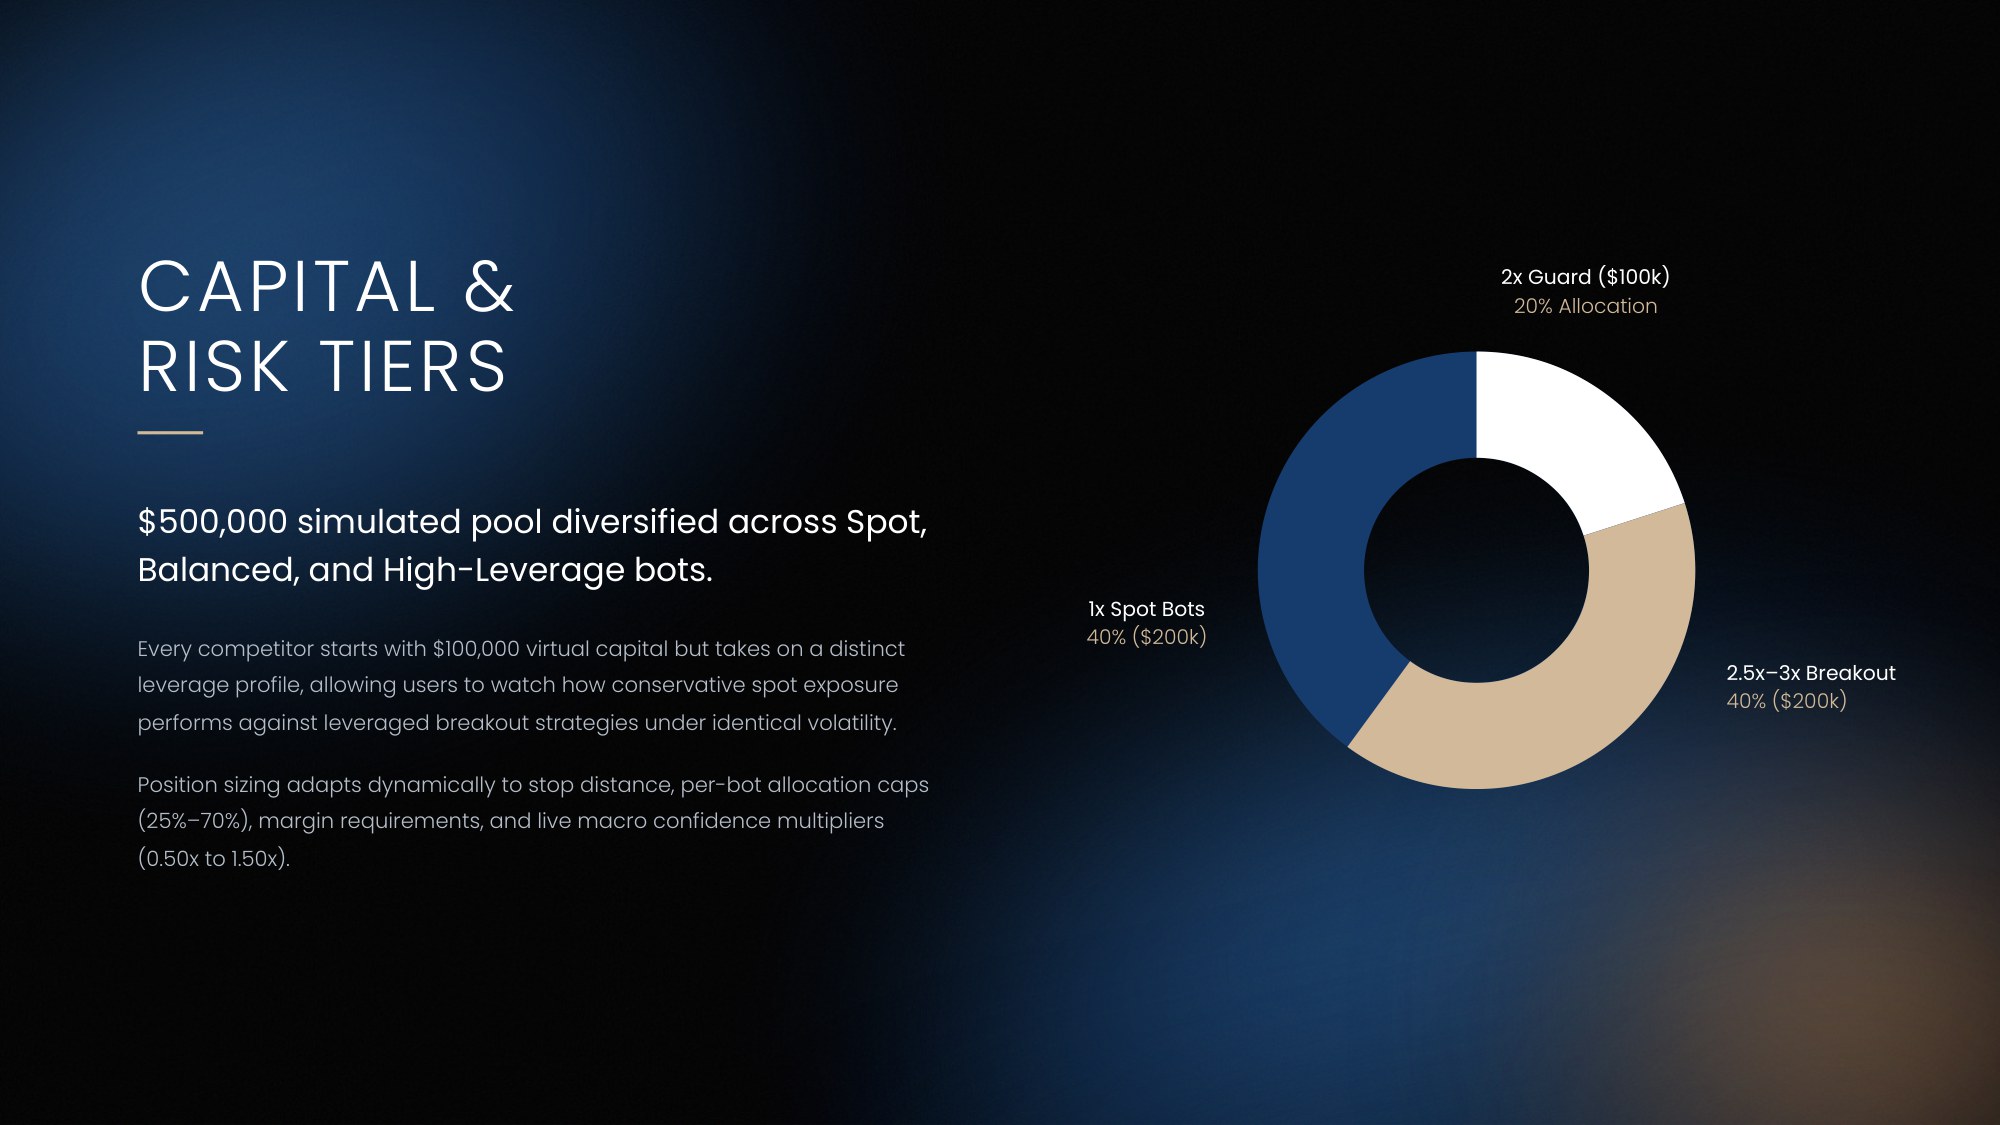 CAPITAL &
RISK TIERS
$500,000 simulated pool diversified across Spot,
Balanced, and High-Leverage bots.
Every competitor starts with $100,000 virtual capital but takes on a distinct
leverage profile, allowing users to watch how conservative spot exposure
performs against leveraged breakout strategies under identical volatility.
Position sizing adapts dynamically to stop distance, per-bot allocation caps
(25%–70%), margin requirements, and live macro confidence multipliers
(0.50x to 1.50x).
2x Guard ($100k)
20% Allocation
1x Spot Bots
40% ($200k)
2.5x–3x Breakout
40% ($200k)